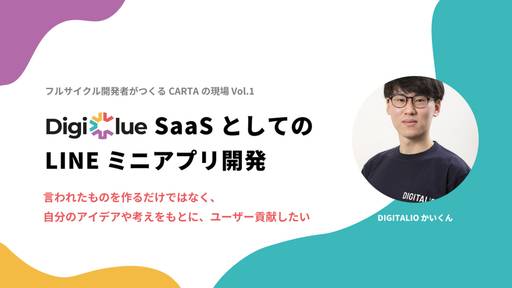 フルサイクル開発者がつくる CARTA の現場 Vol.1
Digiclue SaaS としての
LINE ミニアプリ開発
言われたものを作るだけではなく、
自分のアイデアや考えをもとに、ユーザー貢献したい
DIGITALIO
DIGITALIO かいくん